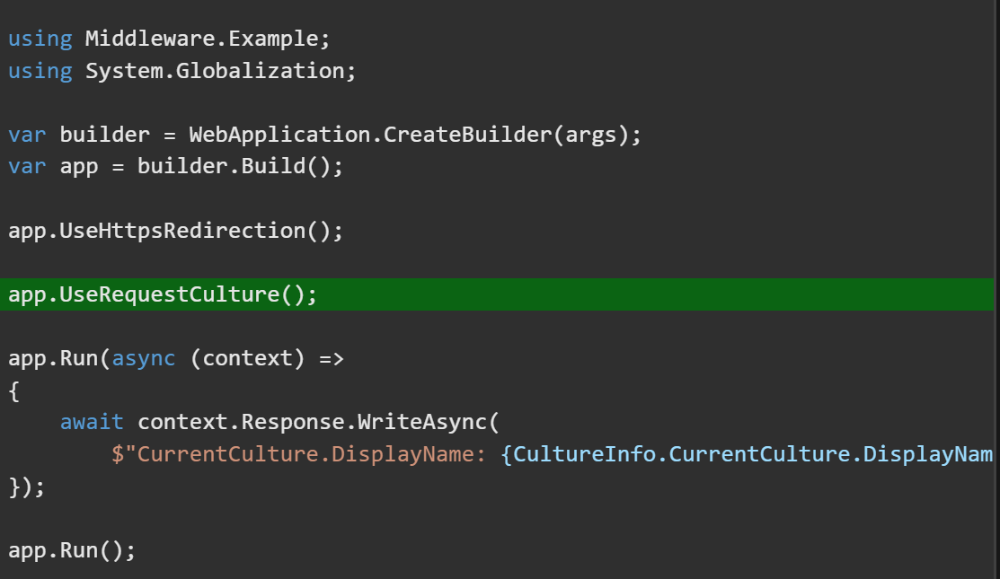 using Middleware.Example;
using System.Globalization;
var builder = WebApplication.CreateBuilder(args);
var app = builder.Build();
app.UseHttpsRedirection();
app.UseRequestCulture();
app.Run(async (context) =>
{
    await context.Response.WriteAsync(
        $"CurrentCulture.DisplayName: {CultureInfo.CurrentCulture.DisplayNam
});
app.Run();